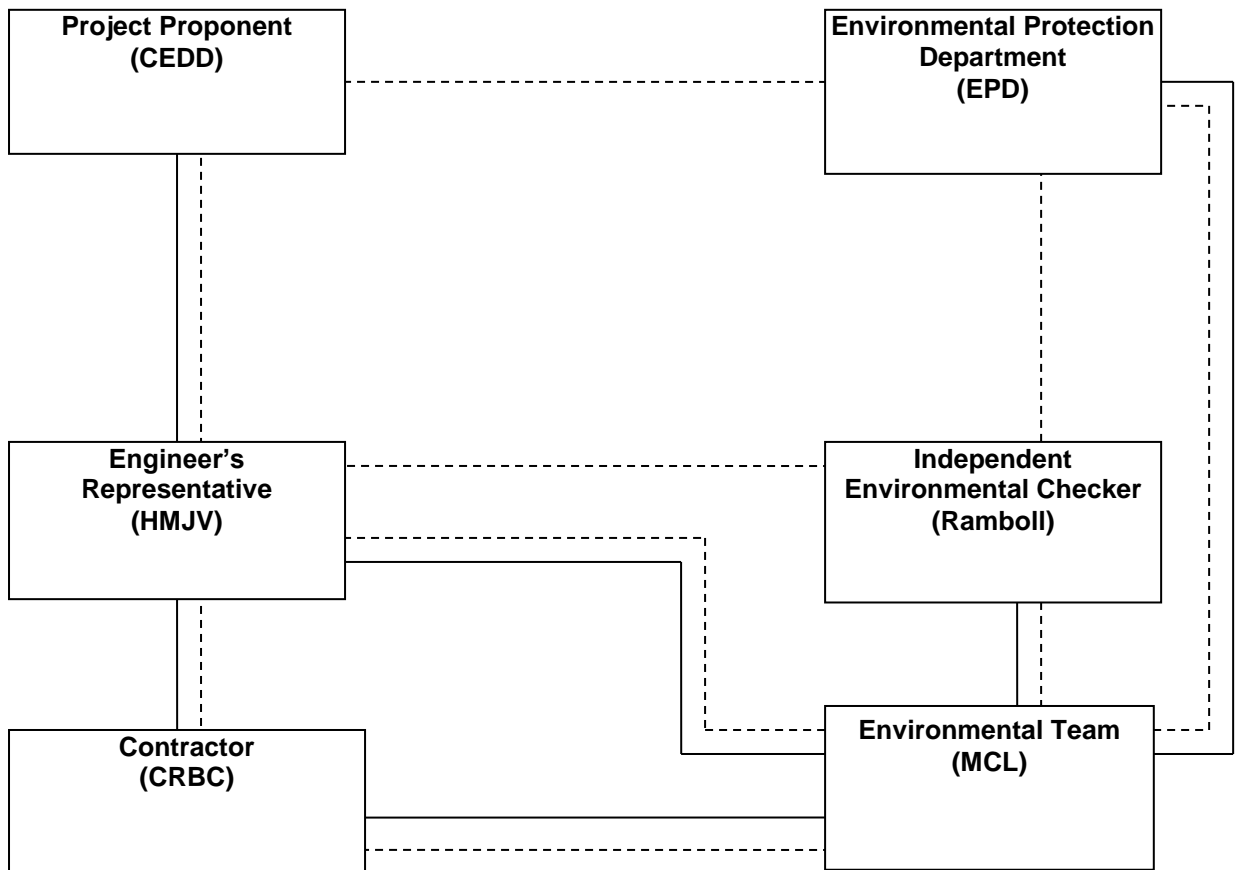 Project Proponent
(CEDD)
Environmental Protection
Department
(EPD)
Engineer’s
Representative
(HMJV)
Independent
Environmental Checker
(Ramboll)
Contractor
(CRBC)
Environmental Team
(MCL)